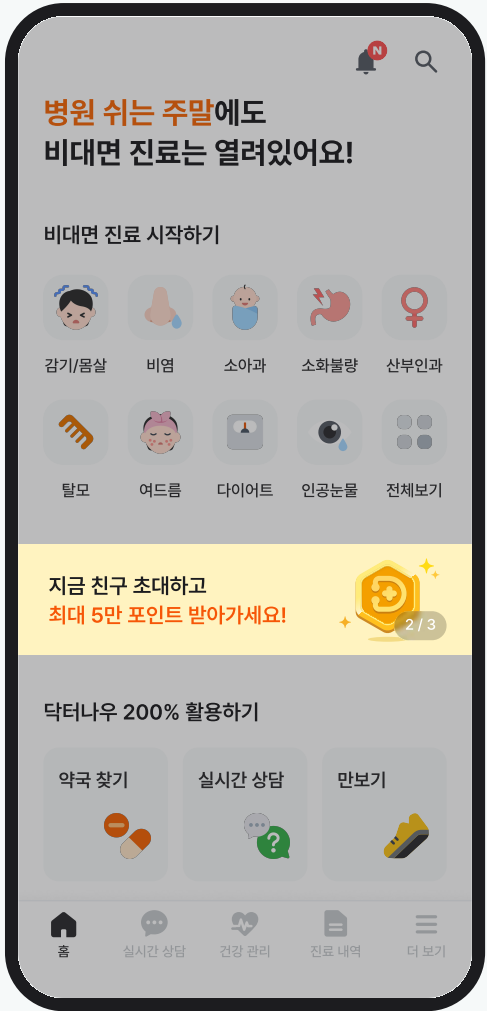 N
병원 쉬는 주말에도
비대면 진료는 열려있어요!
비대면 진료 시작하기
감기/몸살 비염 소아과 소화불량 산부인과
탈모 여드름 다이어트 인공눈물 전체보기
지금 친구 초대하고
최대 5만 포인트 받아가세요!
2 / 3
닥터나우 200% 활용하기
약국 찾기 실시간 상담 만보기
홈 실시간 상담 건강 관리 진료 내역 더 보기